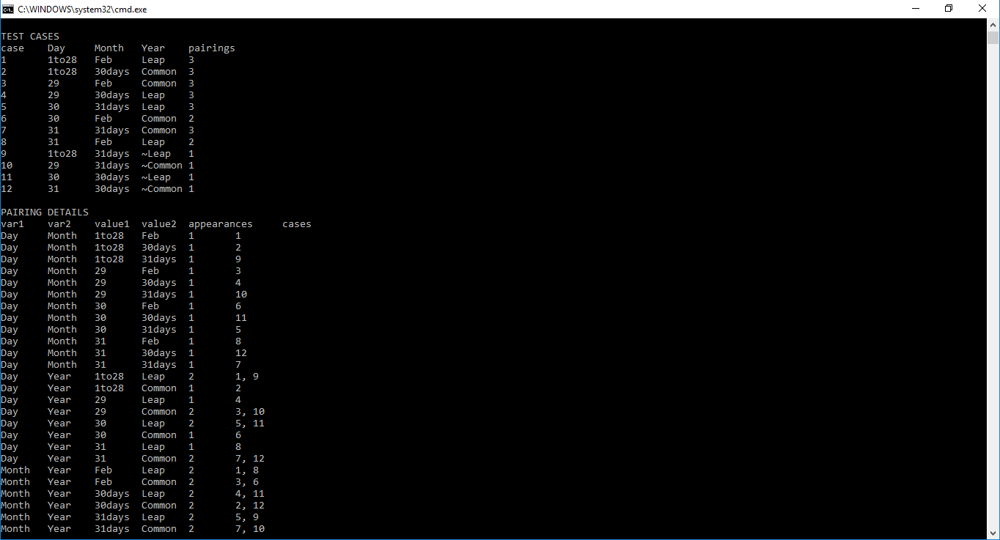 C:\WINDOWS\system32\cmd.exe
TEST CASES
case Day Month Year pairings
1 1to28 Feb Leap 3
2 1to28 30days Common 3
3 29 Feb Common 3
4 29 30days Leap 3
5 30 31days Leap 3
6 30 Feb Common 2
7 31 31days Common 3
8 31 Feb Leap 2
9 1to28 31days ~Leap 1
10 29 31days ~Common 1
11 30 30days ~Leap 1
12 31 30days ~Common 1
PAIRING DETAILS
var1 var2 value1 value2 appearances cases
Day Month 1to28 Feb 1 1
Day Month 1to28 30days 1 2
Day Month 1to28 31days 1 9
Day Month 29 Feb 1 3
Day Month 29 30days 1 4
Day Month 29 31days 1 10
Day Month 30 Feb 1 6
Day Month 30 30days 1 11
Day Month 30 31days 1 5
Day Month 31 Feb 1 8
Day Month 31 30days 1 12
Day Month 31 31days 1 7
Day Year 1to28 Leap 2 1, 9
Day Year 1to28 Common 1 2
Day Year 29 Leap 1 4
Day Year 29 Common 2 3, 10
Day Year 30 Leap 2 5, 11
Day Year 30 Common 1 6
Day Year 31 Leap 1 8
Day Year 31 Common 2 7, 12
Month Year Feb Leap 2 1, 8
Month Year Feb Common 2 3, 6
Month Year 30days Leap 2 4, 11
Month Year 30days Common 2 2, 12
Month Year 31days Leap 2 5, 9
Month Year 31days Common 2 7, 10